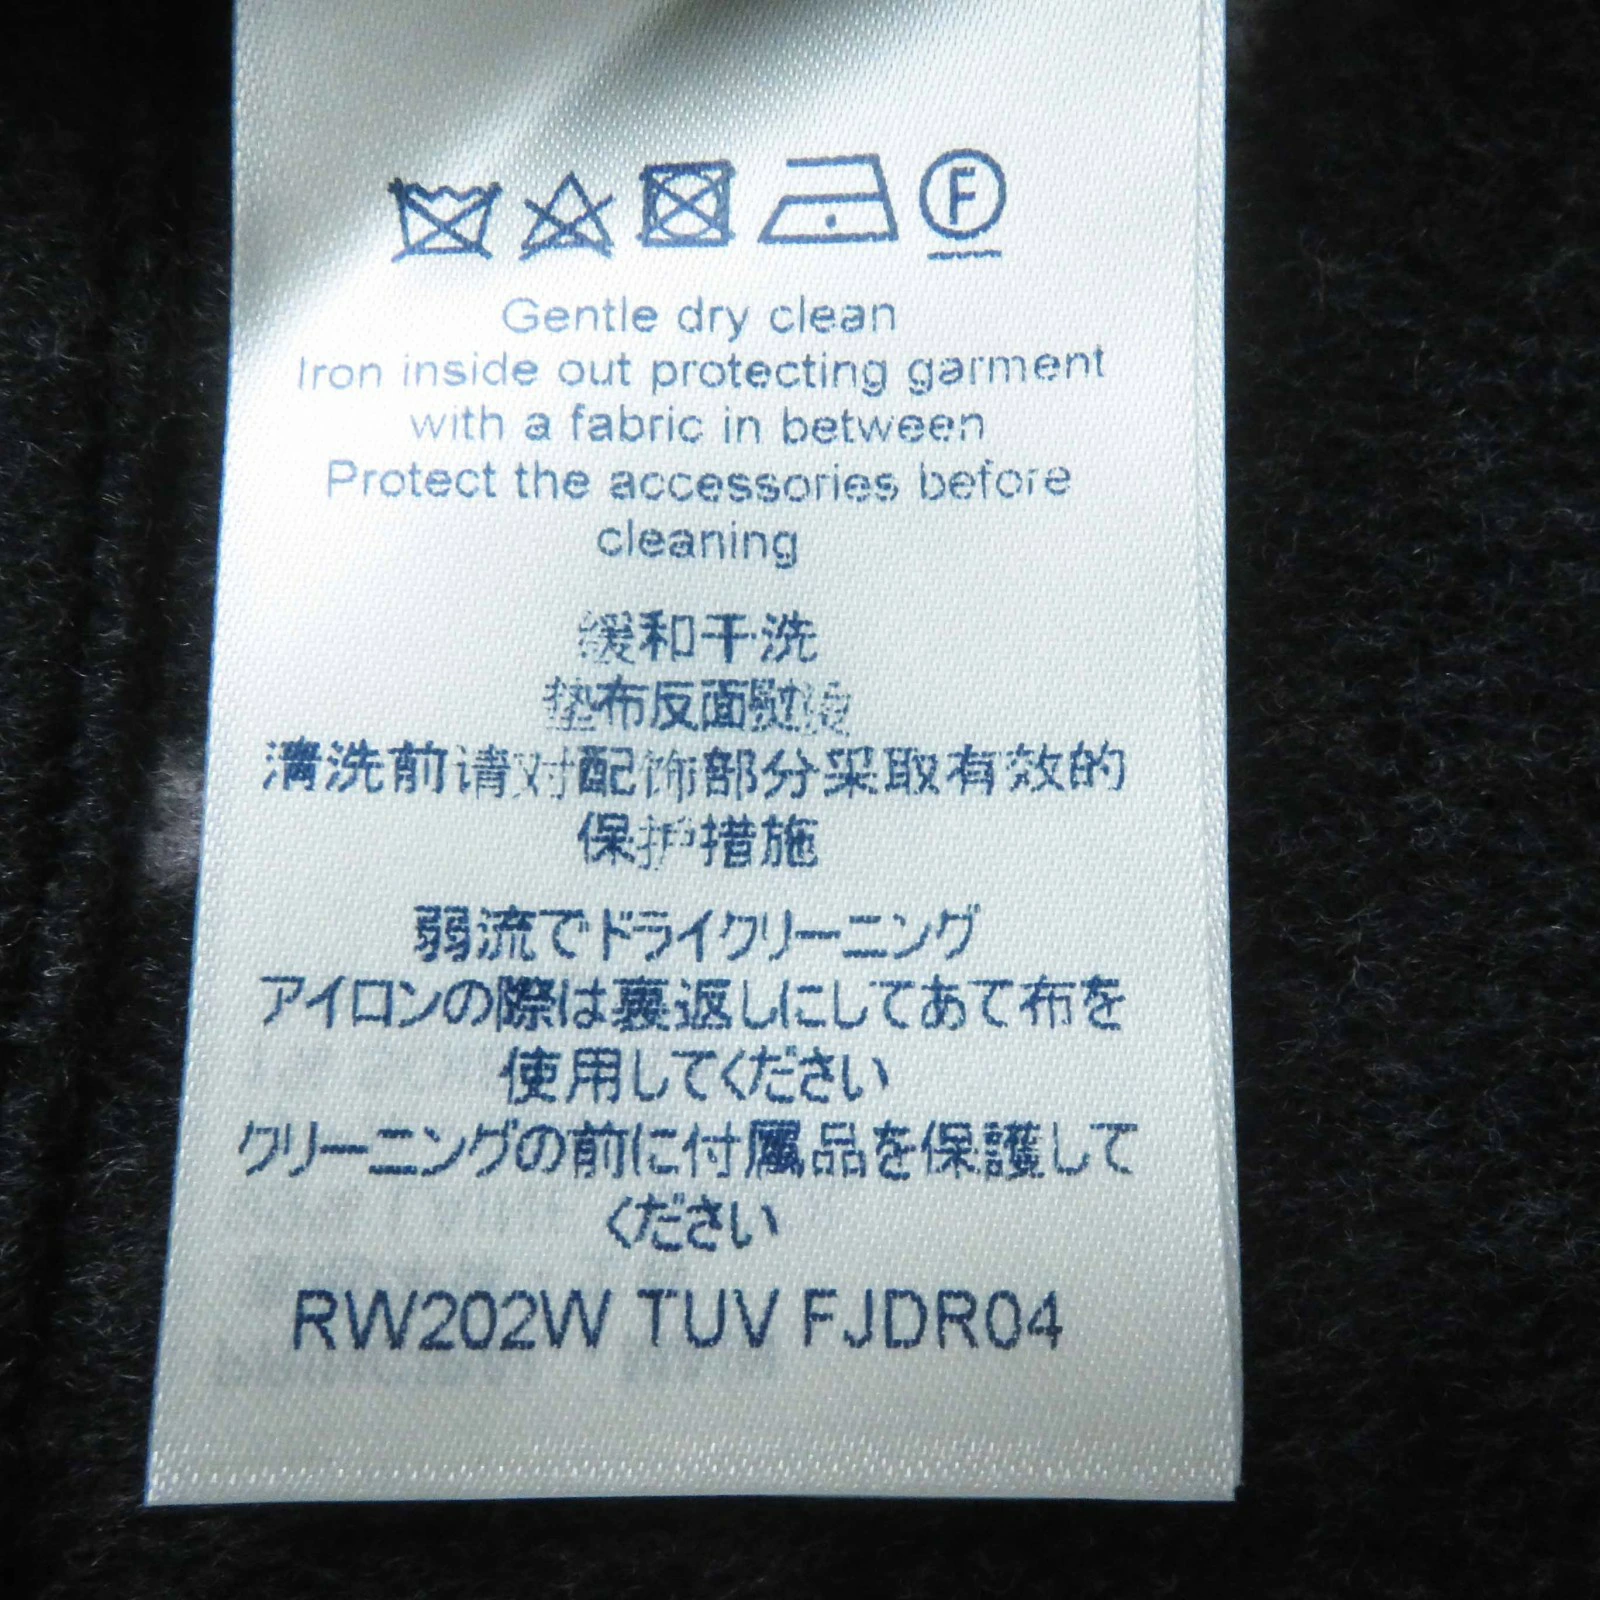 F
Gentle dry clean
Iron inside out protecting garment
with a fabric in between
Protect the accessories before
cleaning
缓和干洗
垫布反面熨烫
清洗前请对配饰部分采取有效的
保护措施
弱流でドライクリーニング
アイロンの際は裏返しにしてあて布を
使用してください
クリーニングの前に付属品を保護して
ください
RW202W TUV FJDR04